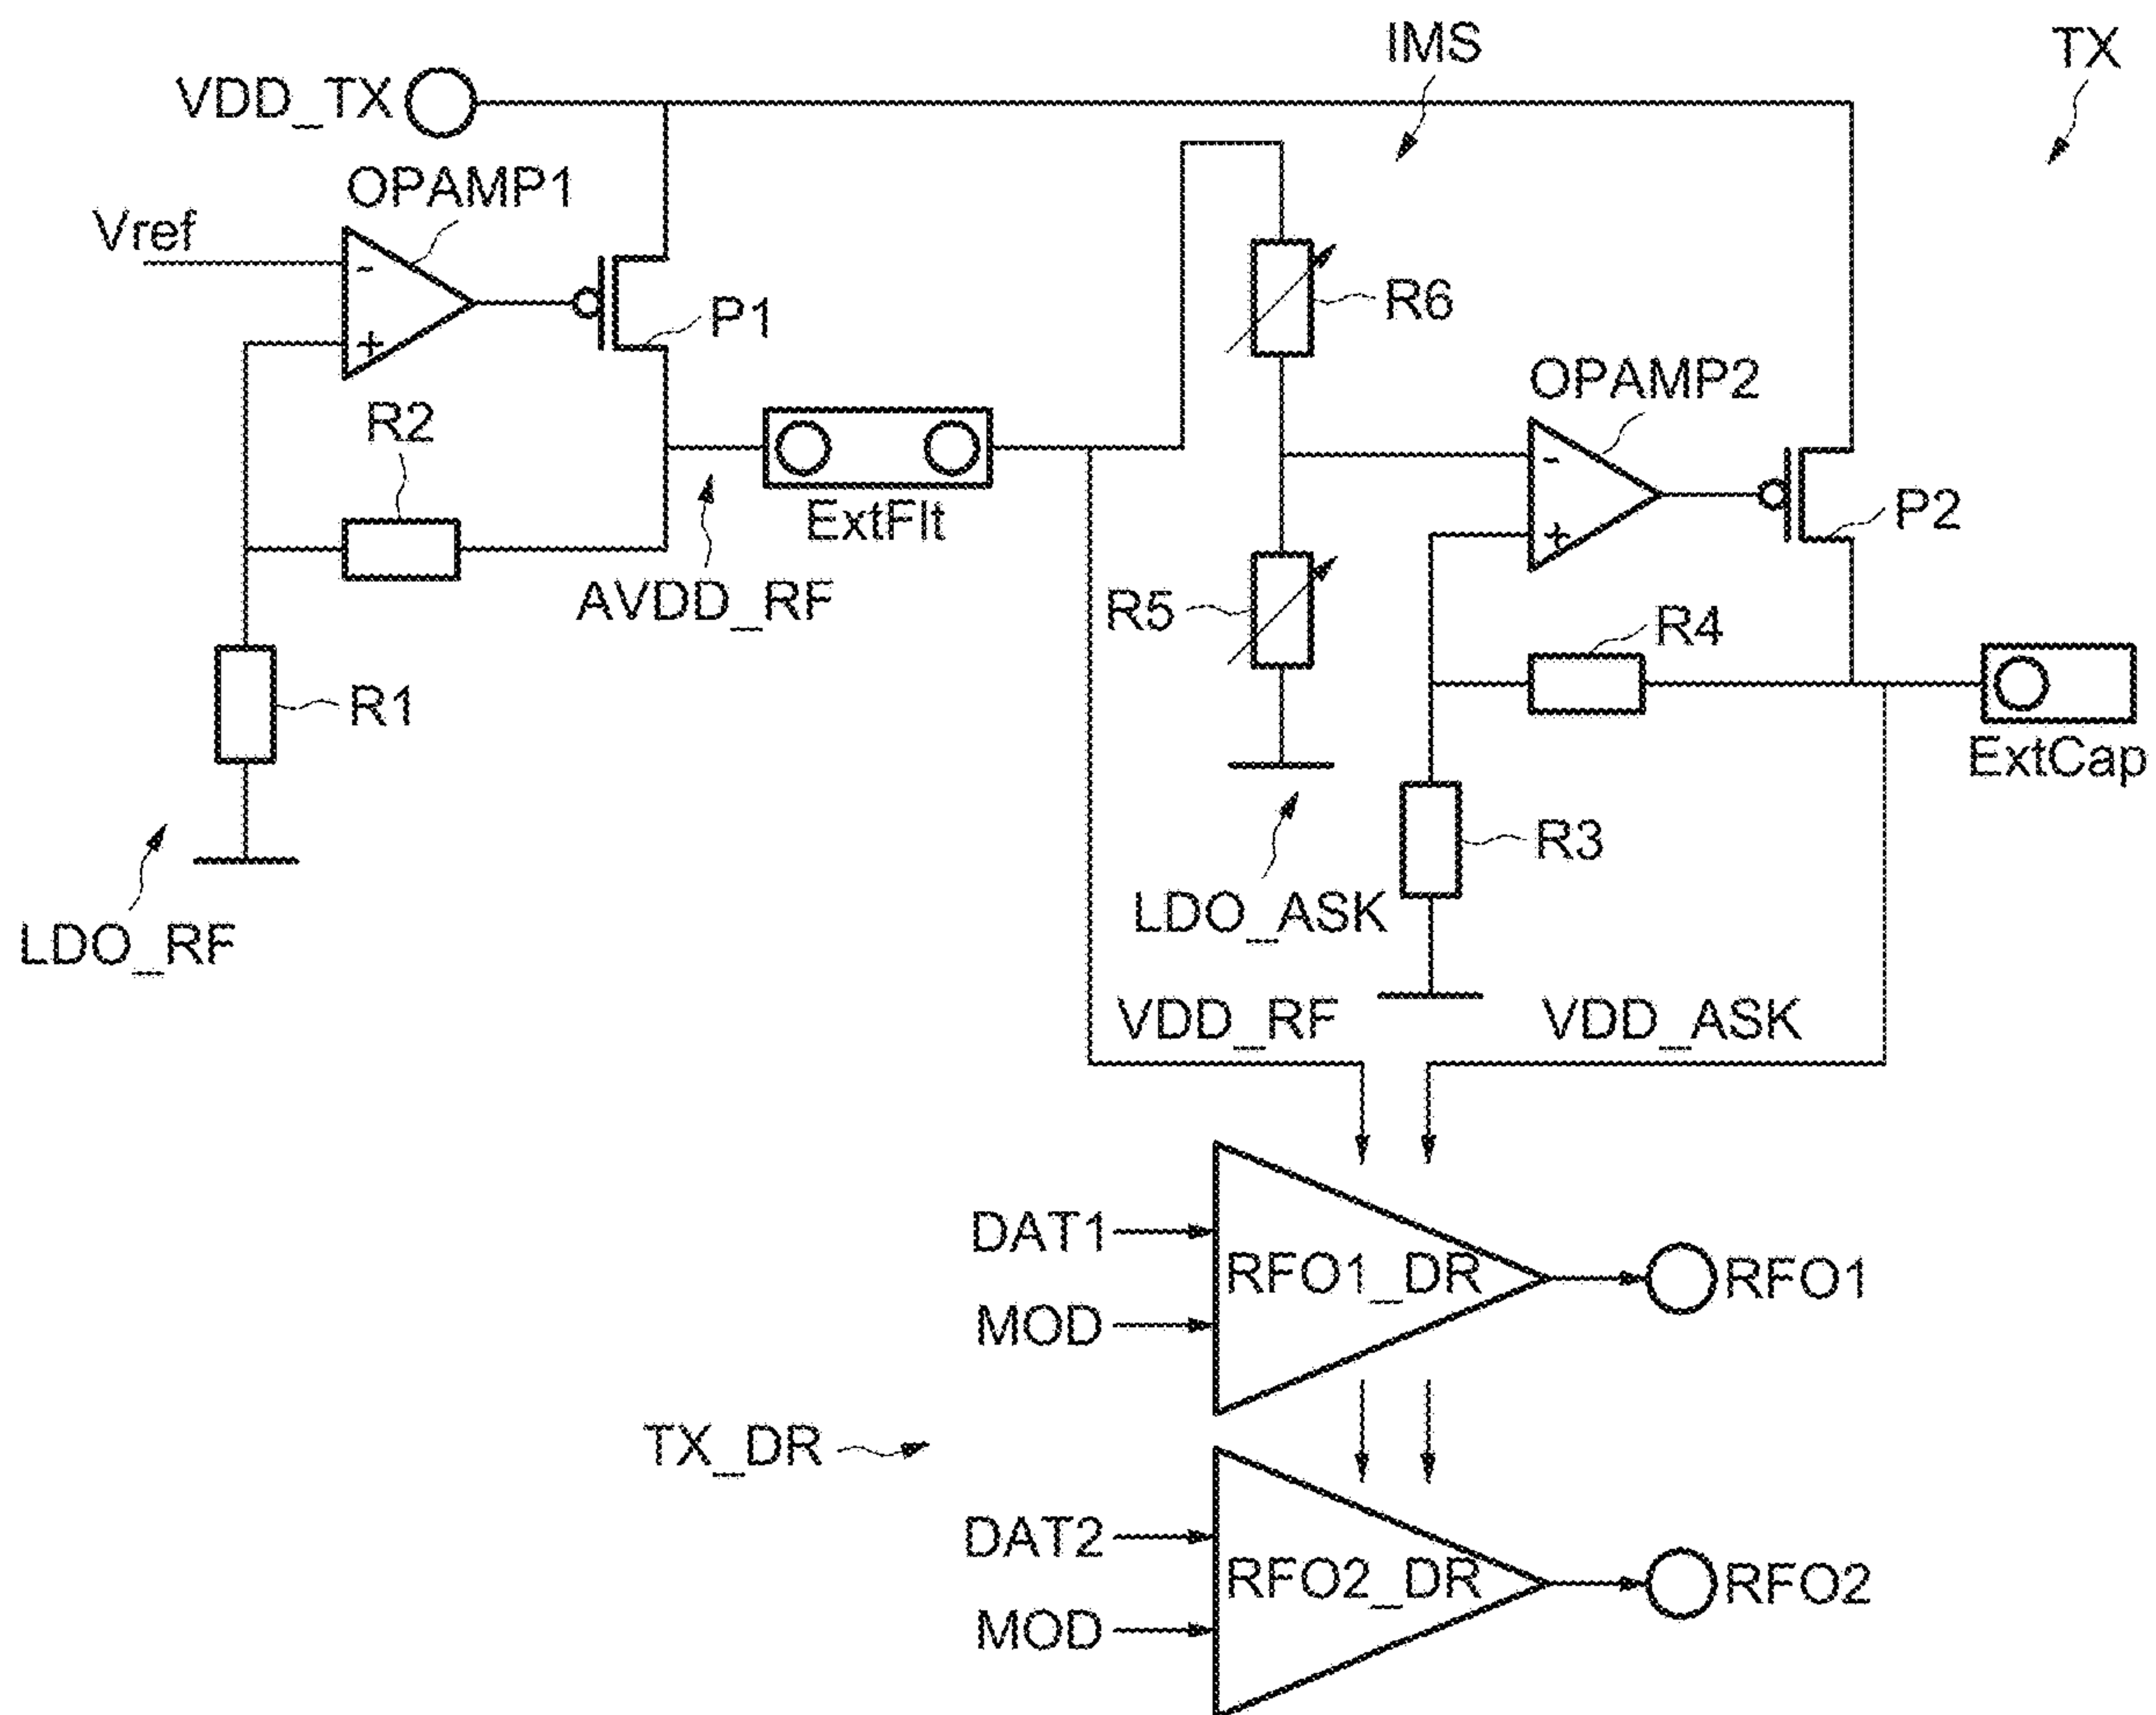 IMS
TX
VDD_TX
OPAMP1
Vref
-
+
P1
R6
OPAMP2
R2
-
+
P2
ExtFlt
AVDD_RF
R5
R4
R1
ExtCap
R3
LDO_ASK
LDO_RF
VDD_RF
VDD_ASK
DAT1
RFO1_DR
RFO1
MOD
TX_DR
DAT2
RFO2_DR
RFO2
MOD